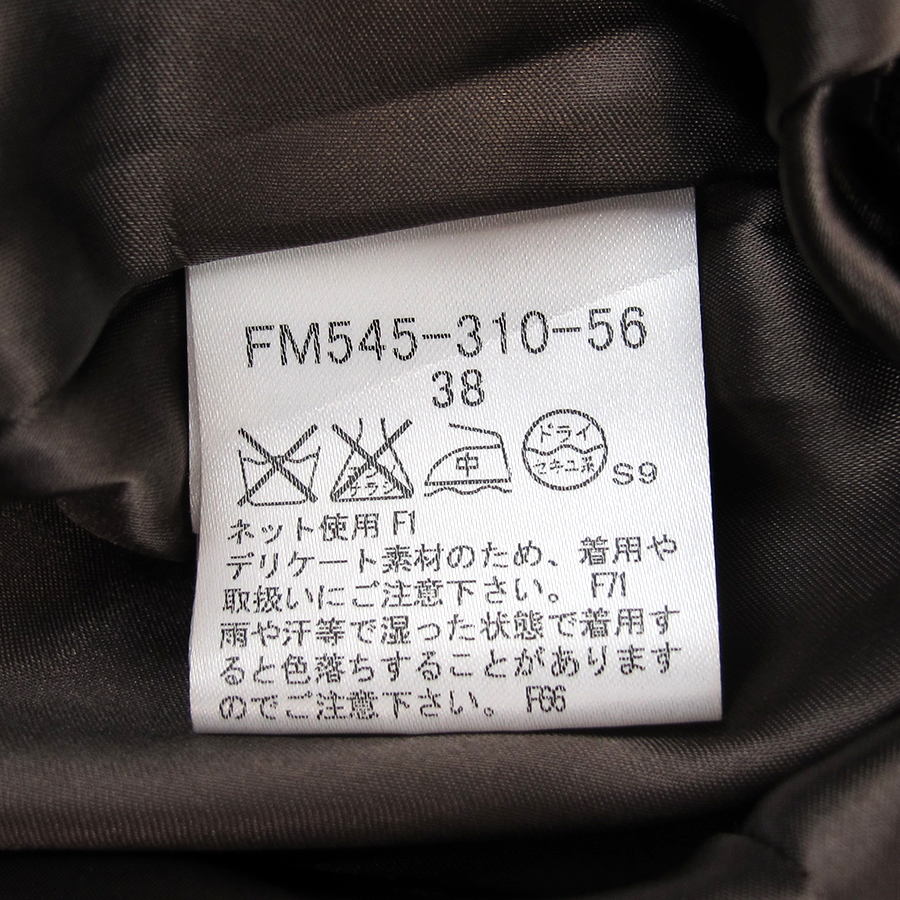 FM545-310-56
38
エンソ
サラシ
中
ドライ
セキユ系
S9
ネット使用 F1
デリケート素材のため、着用や
取扱いにご注意下さい。 F71
雨や汗等で湿った状態で着用す
ると色落ちすることがあります
のでご注意下さい。 F66